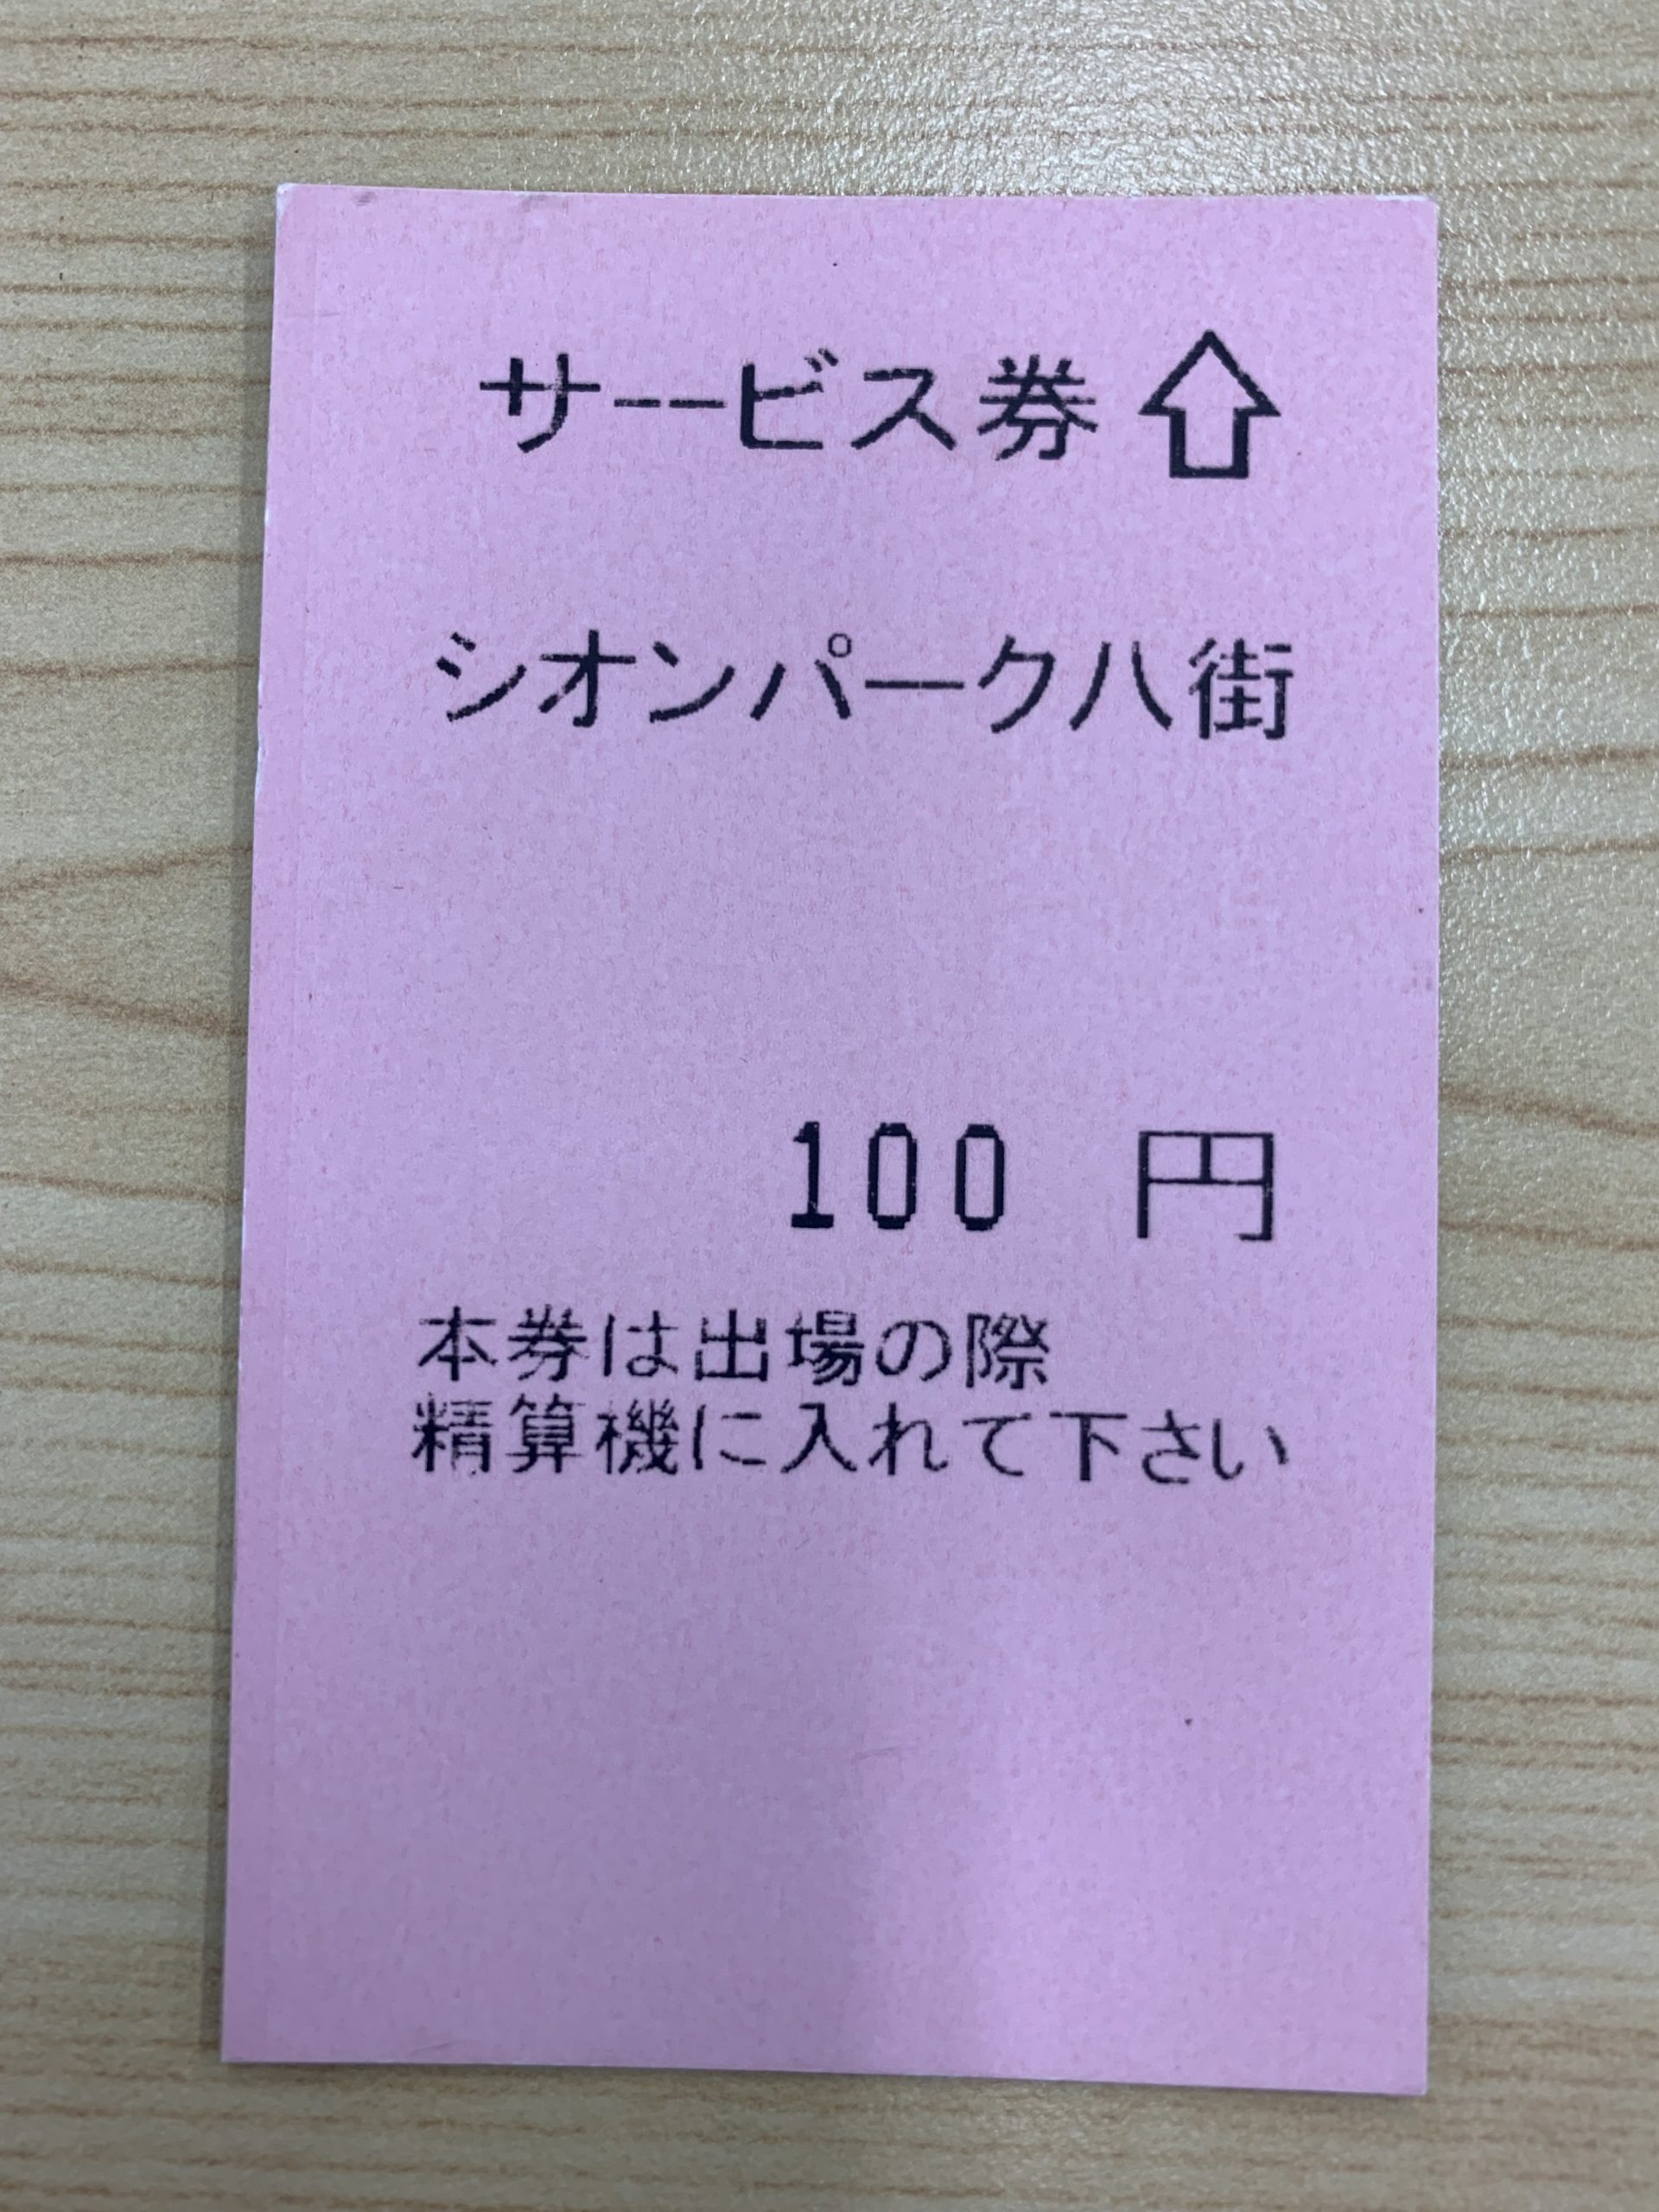 サービス券⇧
シオンパーク八街
100 円
本券は出場の際
精算機に入れて下さい